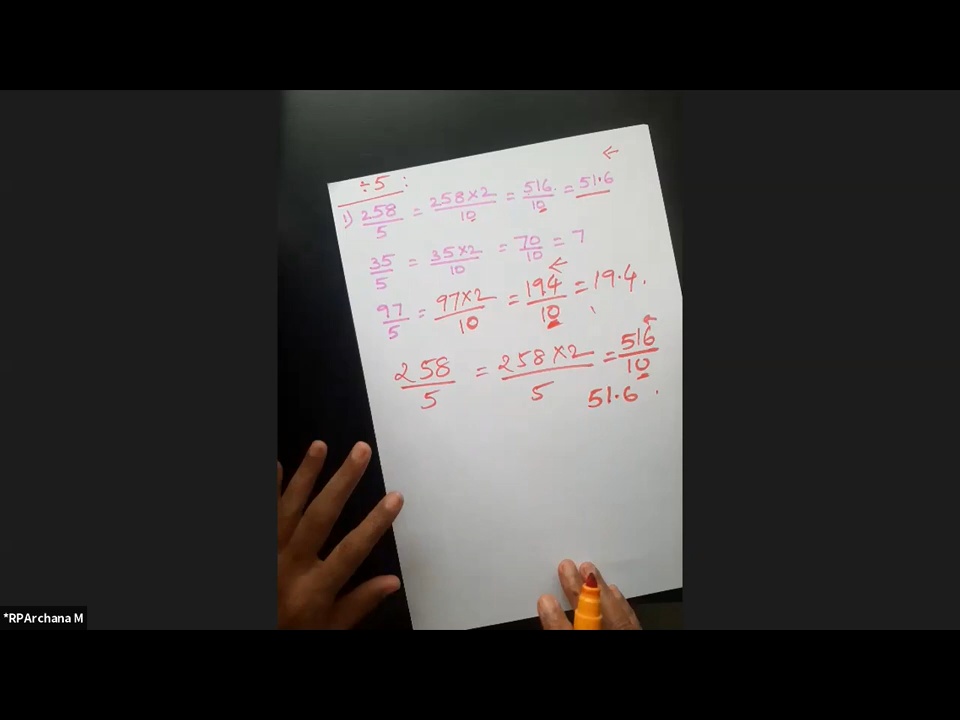 ÷5:
1) 258/5 = 258×2/10 = 516/10 = 51.6
35/5 = 35×2/10 = 70/10 = 7
97/5 = 97×2/10 = 194/10 = 19.4.
258/5 = 258×2/5 = 516/10
51.6
*RPArchana M